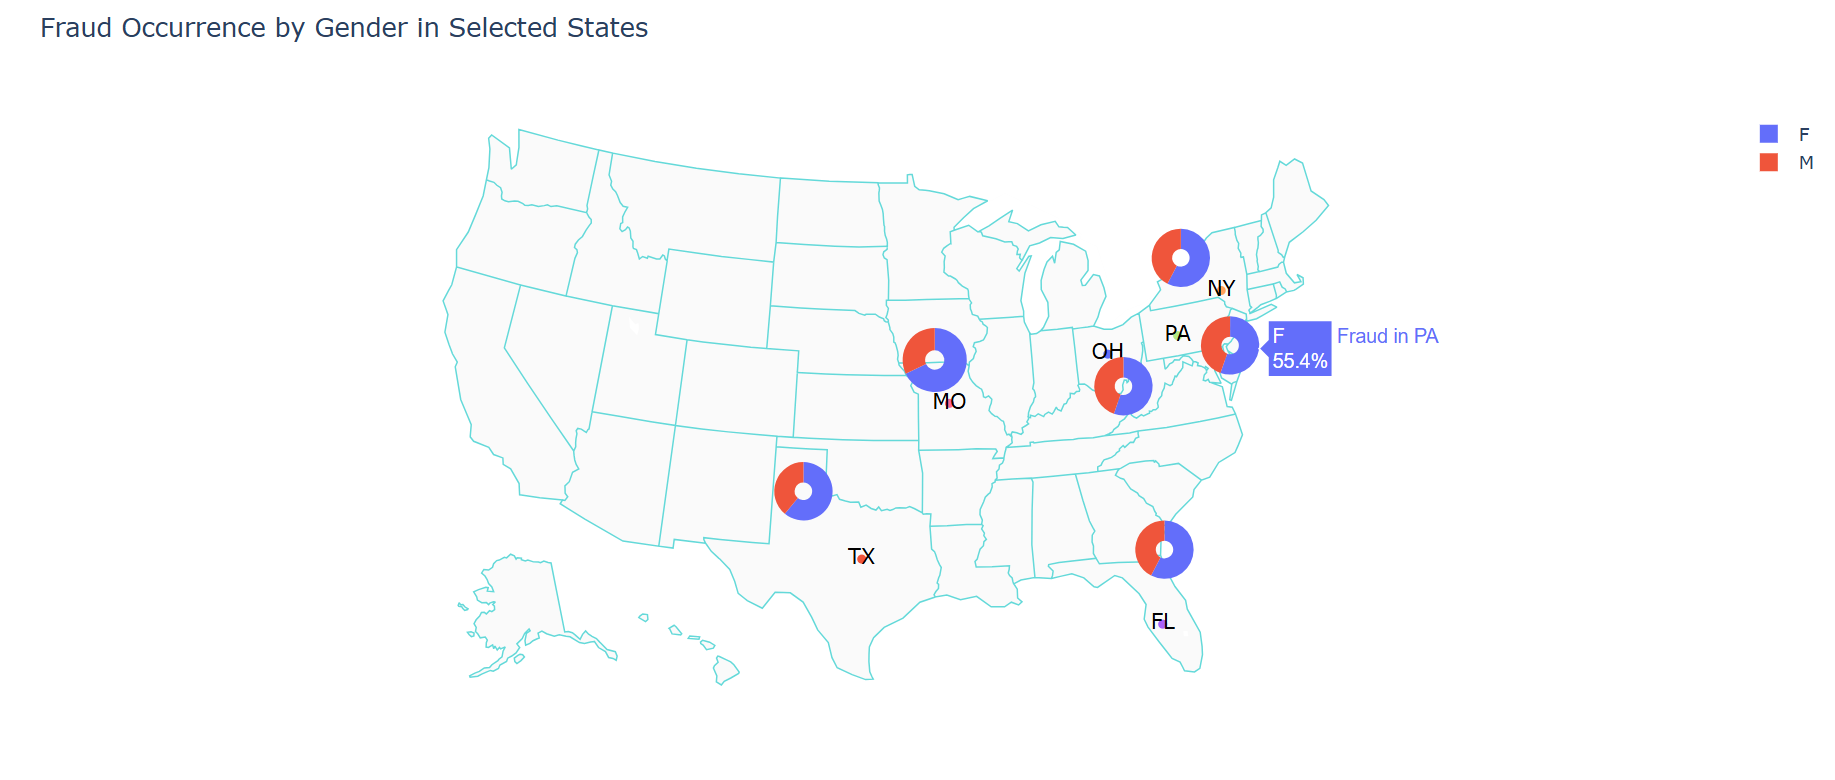 Fraud Occurrence by Gender in Selected States
F
M
NY
PA
F
55.4%
Fraud in PA
OH
MO
TX
FL